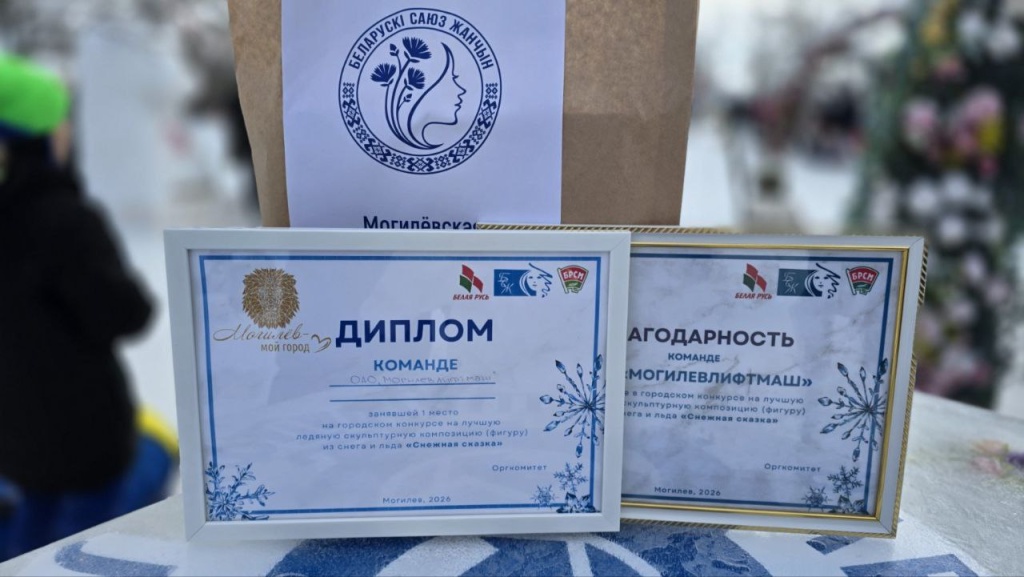 БЕЛАРУСКІ САЮЗ ЖАНЧЫН
Могилёвская
Могилев-
мой город
БЕЛАЯ РУСЬ
БРСМ
ДИПЛОМ
КОМАНДЕ
ОАО "Могилевлифтмаш"
занявшей 1 место
на городском конкурсе на лучшую
ледяную скульптурную композицию (фигуру)
из снега и льда «Снежная сказка»
Оргкомитет
Могилев, 2026
БЕЛАЯ РУСЬ
БРСМ
АГОДАРНОСТЬ
КОМАНДЕ
«МОГИЛЕВЛИФТМАШ»
е в городском конкурсе на лучшую
скульптурную композицию (фигуру)
снега и льда «Снежная сказка»
Оргкомитет
Могилев, 2026